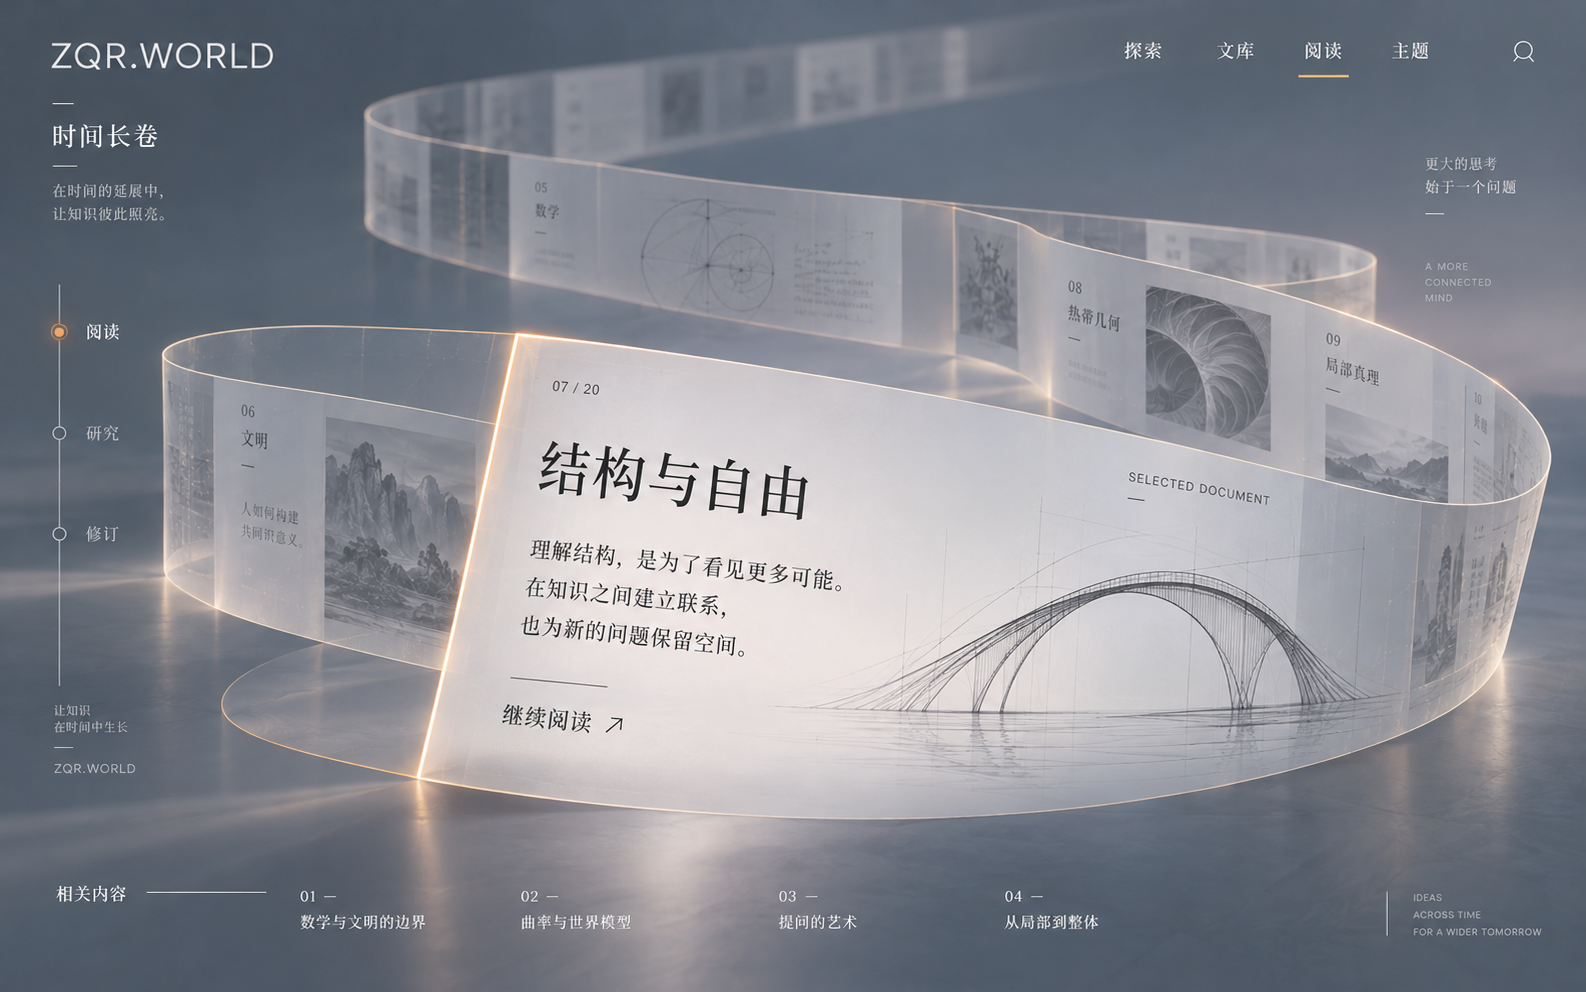 ZQR.WORLD
探索
文库
阅读
主题
时间长卷
在时间的延展中，
让知识彼此照亮。
更大的思考
始于一个问题
A MORE
CONNECTED
MIND
阅读
研究
修订
05
数学
08
热带几何
09
局部真理
10
06
文明
人如何构建
共同识意义。
07 / 20
结构与自由
理解结构，是为了看见更多可能。
在知识之间建立联系，
也为新的问题保留空间。
继续阅读
SELECTED DOCUMENT
让知识
在时间中生长
ZQR.WORLD
相关内容
01 —
数学与文明的边界
02 —
曲率与世界模型
03 —
提问的艺术
04 —
从局部到整体
IDEAS
ACROSS TIME
FOR A WIDER TOMORROW